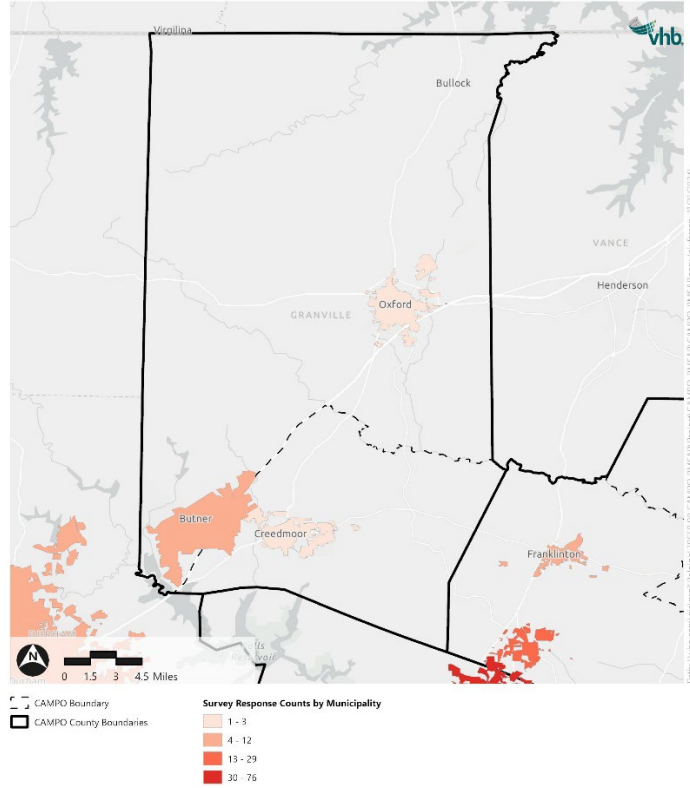 Virgilina
vhb.
Bullock
VANCE
Henderson
Oxford
GRANVILLE
Butner
Creedmoor
Franklinton
N
0 1.5 3 4.5 Miles
CAMPO Boundary
CAMPO County Boundaries
Survey Response Counts by Municipality
1 - 3
4 - 12
13 - 29
30 - 76